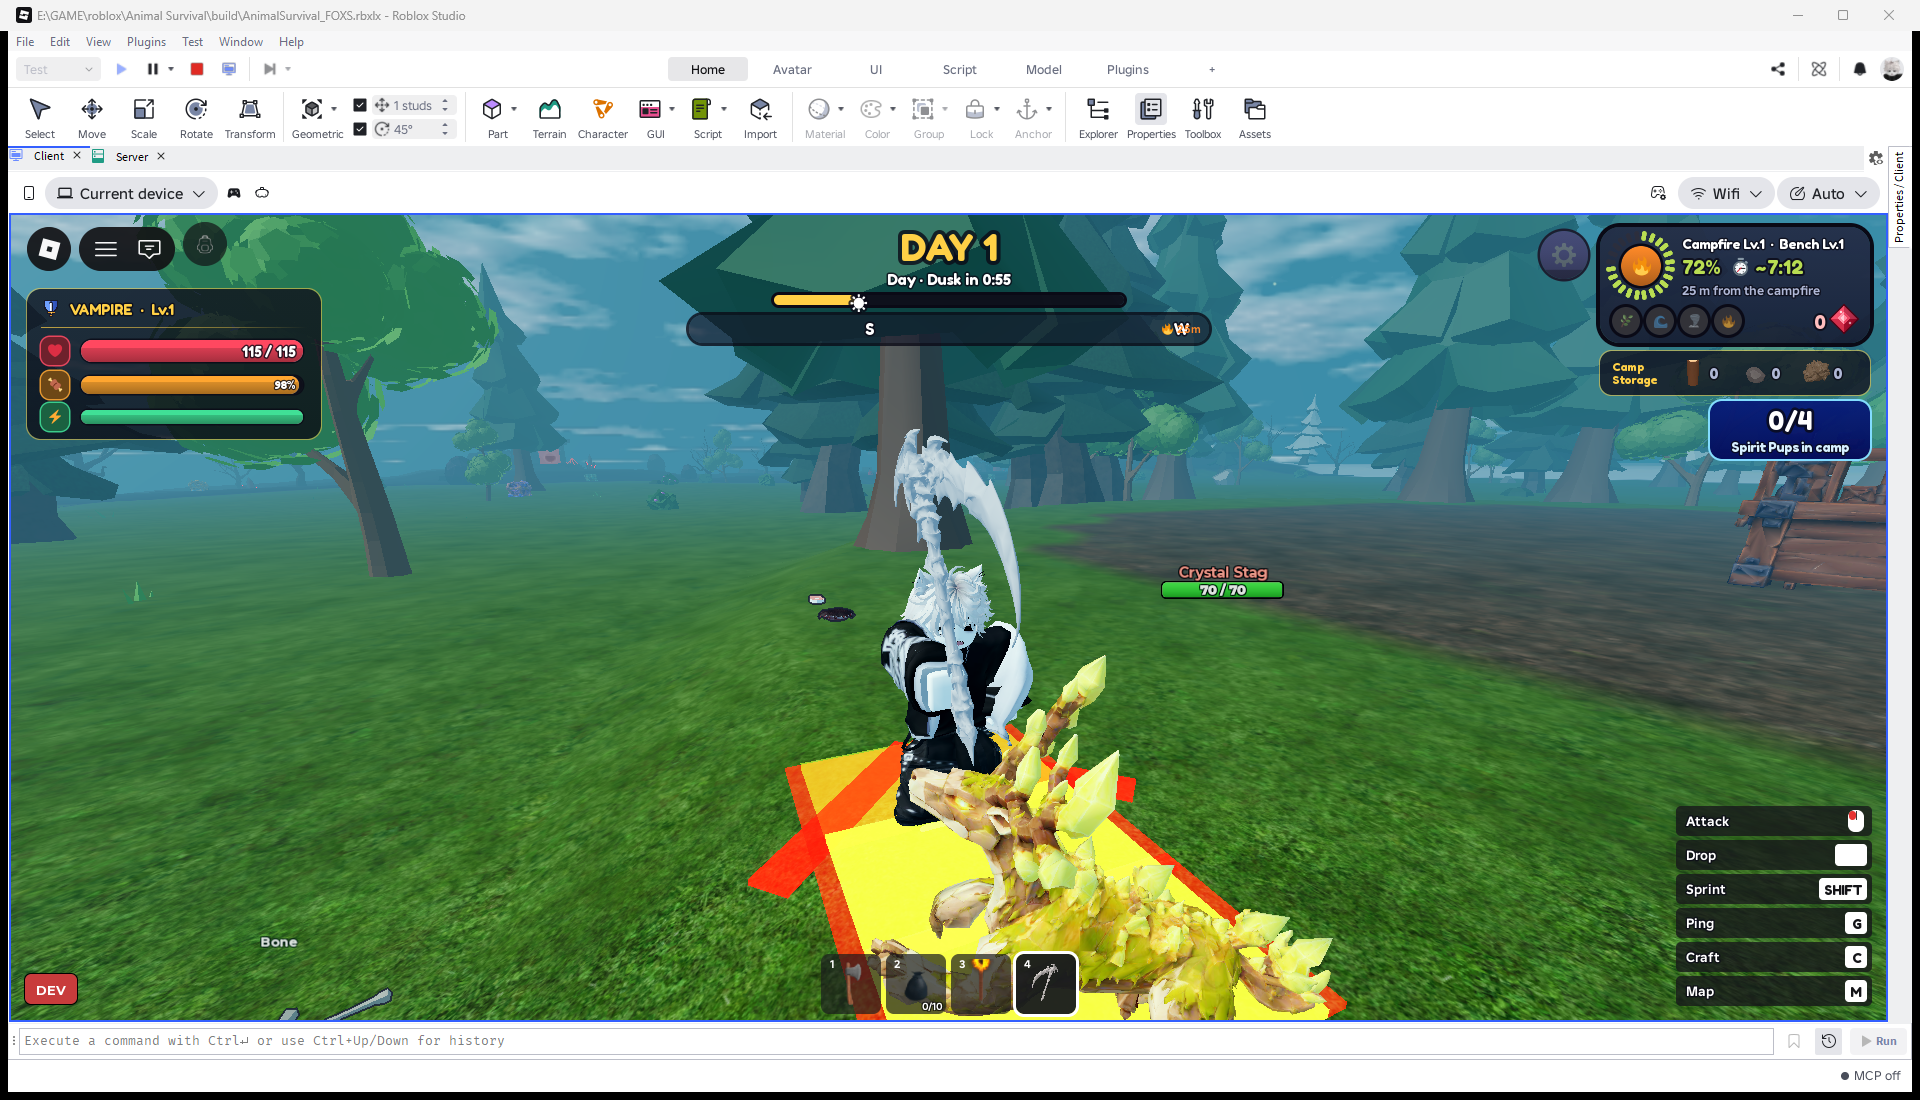 E:\GAME\roblox\Animal Survival\build\AnimalSurvival_FOXS.rbxlx - Roblox Studio
File Edit View Plugins Test Window Help
Test
Home Avatar UI Script Model Plugins +
1 studs
45°
Select Move Scale Rotate Transform Geometric Part Terrain Character GUI Script Import Material Color Group Lock Anchor Explorer Properties Toolbox Assets
Client Server
Properties / Client
Current device
Wifi Auto
DAY 1
Day · Dusk in 0:55
S W
VAMPIRE · Lv.1
115 / 115
98%
Campfire Lv.1 · Bench Lv.1
72% ~7:12
25 m from the campfire
0
Camp Storage 0 0 0
0/4
Spirit Pups in camp
Crystal Stag
70 / 70
Bone
DEV
1 2 3 4
0/10
Attack
Drop
Sprint SHIFT
Ping G
Craft C
Map M
Execute a command with Ctrl↵ or use Ctrl+Up/Down for history
Run
MCP off